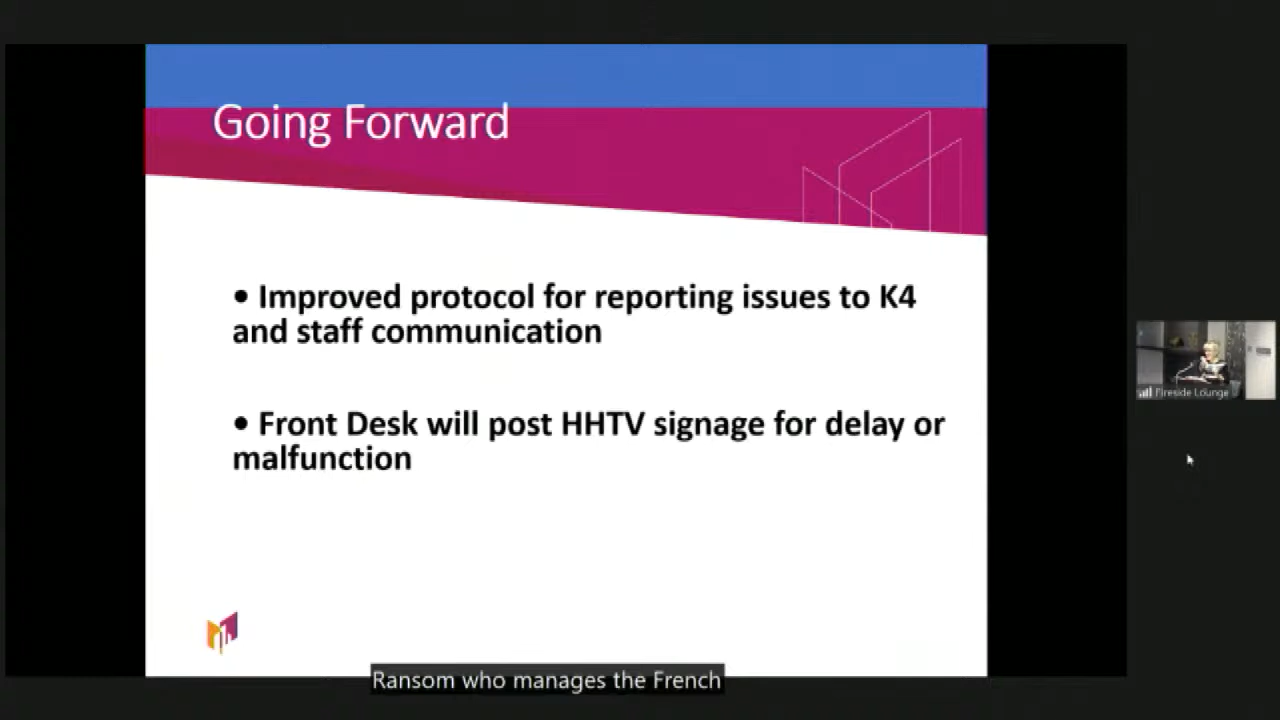 Going Forward
• Improved protocol for reporting issues to K4
and staff communication
• Front Desk will post HHTV signage for delay or
malfunction
Fireside Lounge
Ransom who manages the French